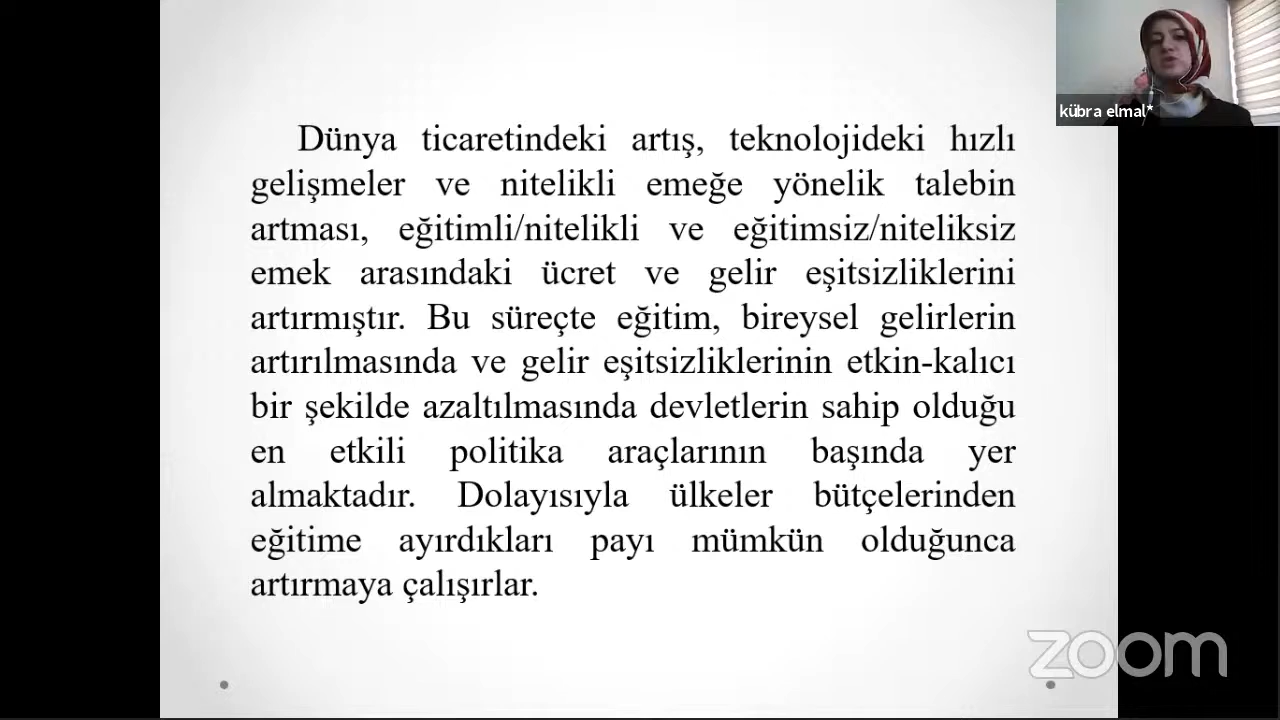 kübra elmal*
Dünya ticaretindeki artış, teknolojideki hızlı
gelişmeler ve nitelikli emeğe yönelik talebin
artması, eğitimli/nitelikli ve eğitimsiz/niteliksiz
emek arasındaki ücret ve gelir eşitsizliklerini
artırmıştır. Bu süreçte eğitim, bireysel gelirlerin
artırılmasında ve gelir eşitsizliklerinin etkin-kalıcı
bir şekilde azaltılmasında devletlerin sahip olduğu
en etkili politika araçlarının başında yer
almaktadır. Dolayısıyla ülkeler bütçelerinden
eğitime ayırdıkları payı mümkün olduğunca
artırmaya çalışırlar.
zoom